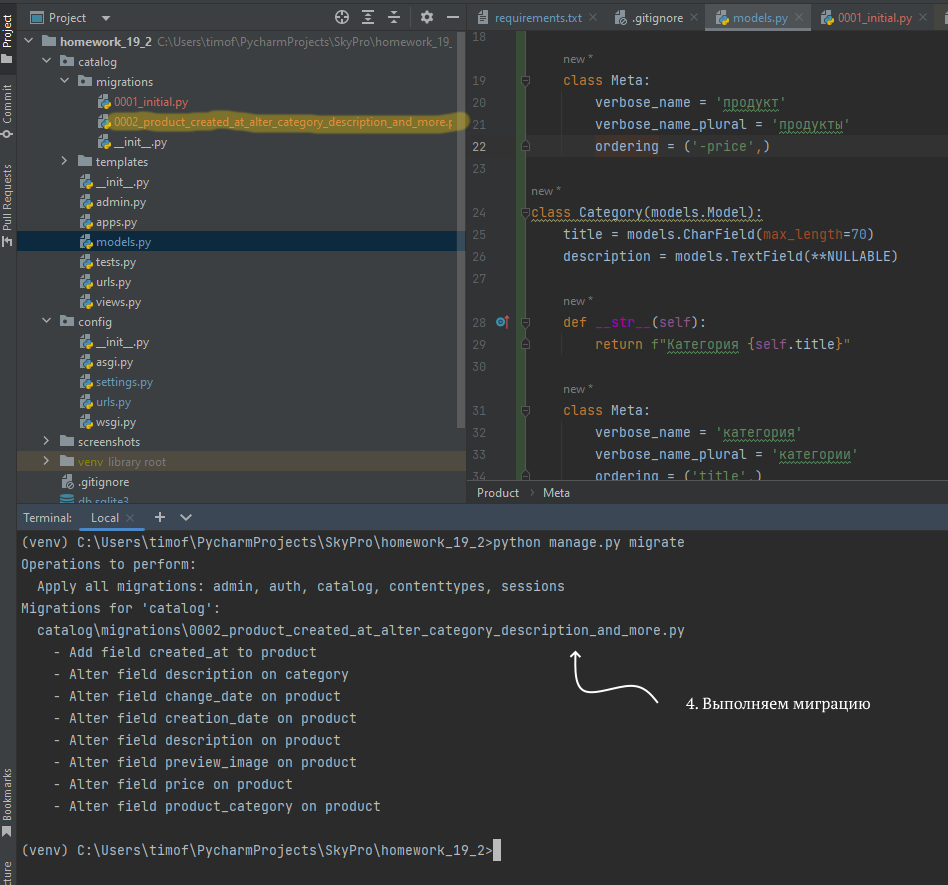 Project
requirements.txt
.gitignore
models.py
0001_initial.py
homework_19_2 C:\Users\timof\PycharmProjects\SkyPro\homework_19_
catalog
migrations
0001_initial.py
0002_product_created_at_alter_category_description_and_more.p
__init__.py
templates
__init__.py
admin.py
apps.py
models.py
tests.py
urls.py
views.py
config
__init__.py
asgi.py
settings.py
urls.py
wsgi.py
screenshots
venv library root
.gitignore
db.sqlite3
Project
Commit
Pull Requests
Bookmarks
cture
18
new *
19 class Meta:
20 verbose_name = 'продукт'
21 verbose_name_plural = 'продукты'
22 ordering = ('-price',)
23
new *
24 class Category(models.Model):
25 title = models.CharField(max_length=70)
26 description = models.TextField(**NULLABLE)
27
new *
28 def __str__(self):
29 return f"Категория {self.title}"
30
new *
31 class Meta:
32 verbose_name = 'категория'
33 verbose_name_plural = 'категории'
34 ordering = ('title',)
Product > Meta
Terminal: Local
(venv) C:\Users\timof\PycharmProjects\SkyPro\homework_19_2>python manage.py migrate
Operations to perform:
Apply all migrations: admin, auth, catalog, contenttypes, sessions
Migrations for 'catalog':
catalog\migrations\0002_product_created_at_alter_category_description_and_more.py
- Add field created_at to product
- Alter field description on category
- Alter field change_date on product
- Alter field creation_date on product
- Alter field description on product
- Alter field preview_image on product
- Alter field price on product
- Alter field product_category on product
4. Выполняем миграцию
(venv) C:\Users\timof\PycharmProjects\SkyPro\homework_19_2>